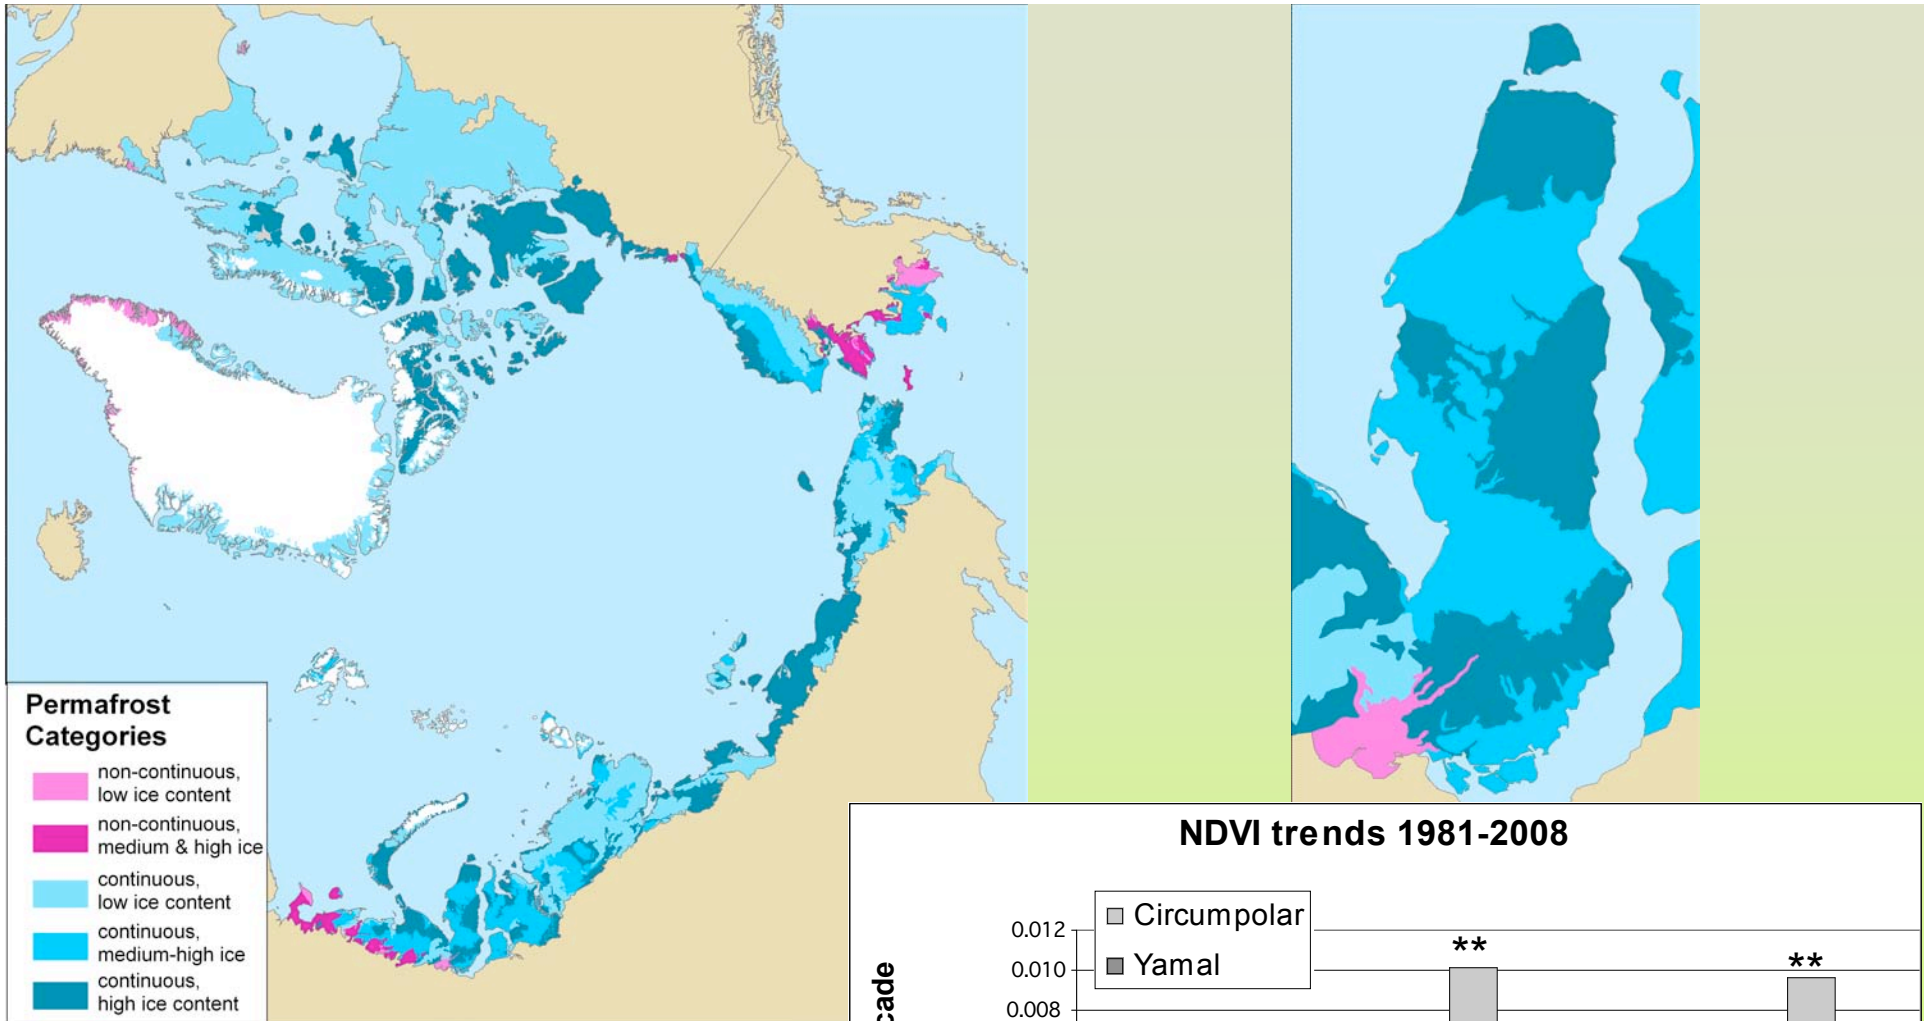 Permafrost
Categories
non-continuous,
low ice content
non-continuous,
medium & high ice
continuous,
low ice content
continuous,
medium-high ice
continuous,
high ice content
NDVI trends 1981-2008
Circumpolar
Yamal
0.012
0.010
0.008
**
**